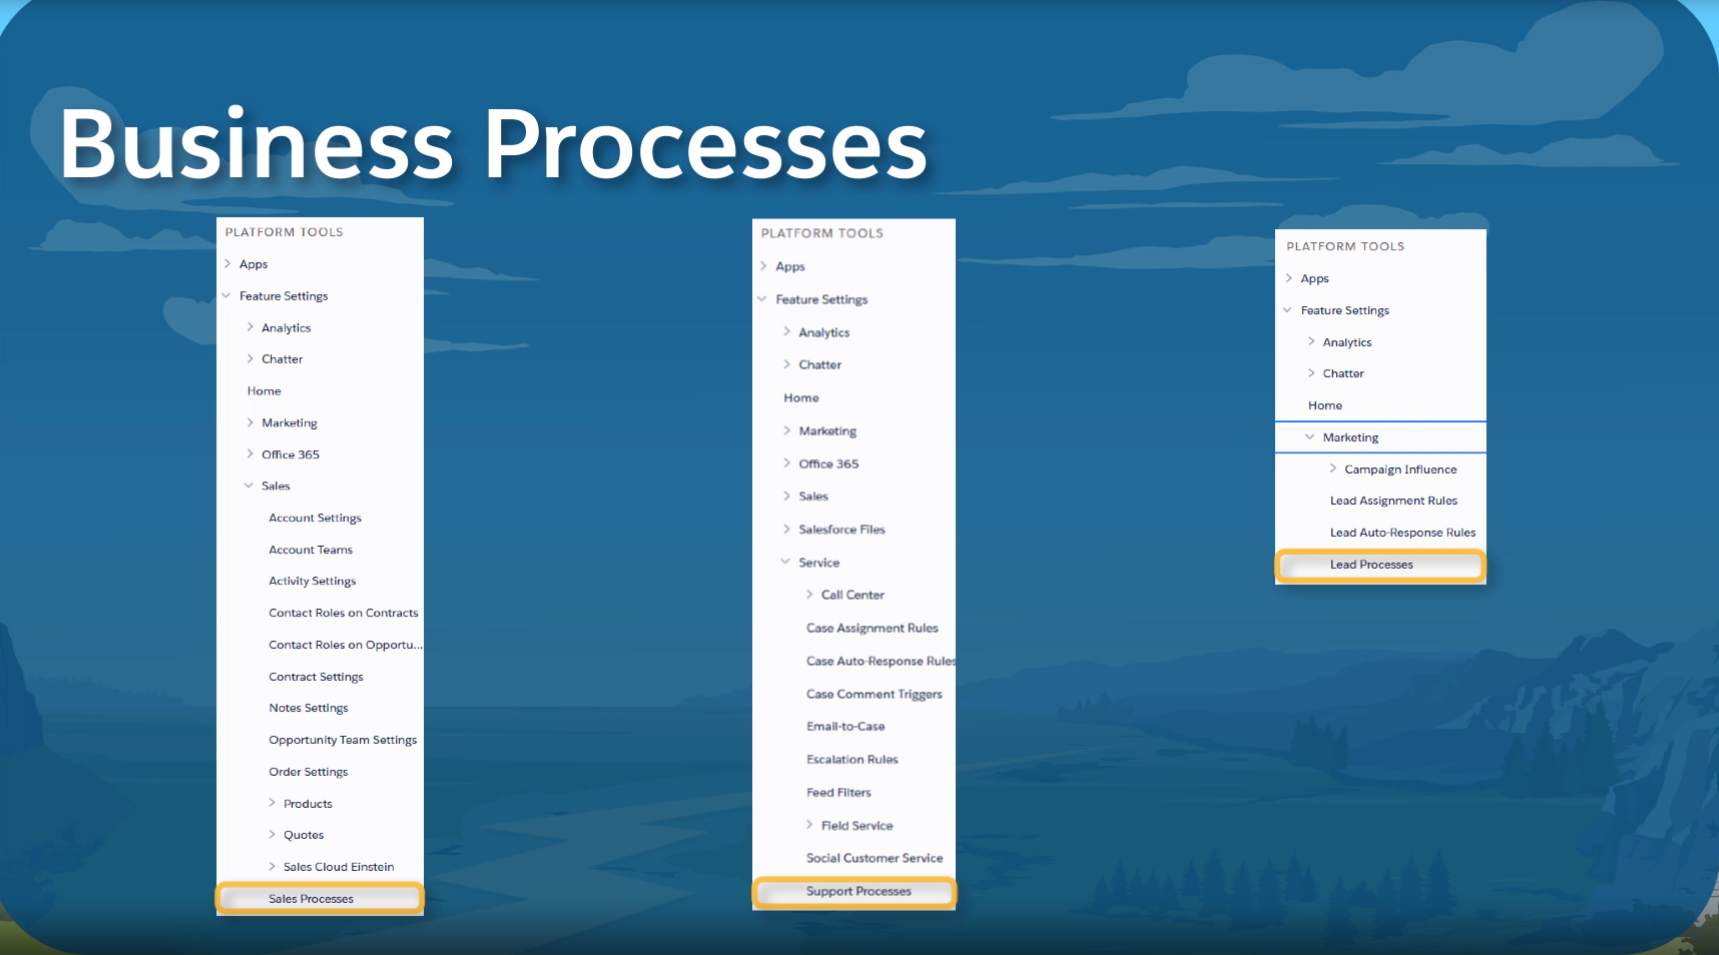 Business Processes
PLATFORM TOOLS
Apps
Feature Settings
Analytics
Chatter
Home
Marketing
Office 365
Sales
Account Settings
Account Teams
Activity Settings
Contact Roles on Contracts
Contact Roles on Opportu...
Contract Settings
Notes Settings
Opportunity Team Settings
Order Settings
Products
Quotes
Sales Cloud Einstein
Sales Processes
PLATFORM TOOLS
Apps
Feature Settings
Analytics
Chatter
Home
Marketing
Office 365
Sales
Salesforce Files
Service
Call Center
Case Assignment Rules
Case Auto-Response Rules
Case Comment Triggers
Email-to-Case
Escalation Rules
Feed Filters
Field Service
Social Customer Service
Support Processes
PLATFORM TOOLS
Apps
Feature Settings
Analytics
Chatter
Home
Marketing
Campaign Influence
Lead Assignment Rules
Lead Auto-Response Rules
Lead Processes